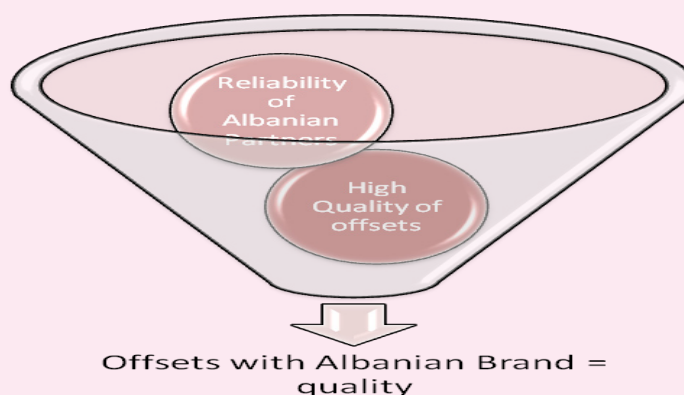 Reliability
of
Albanian
Partners
High
Quality of
offsets
Offsets with Albanian Brand =
quality